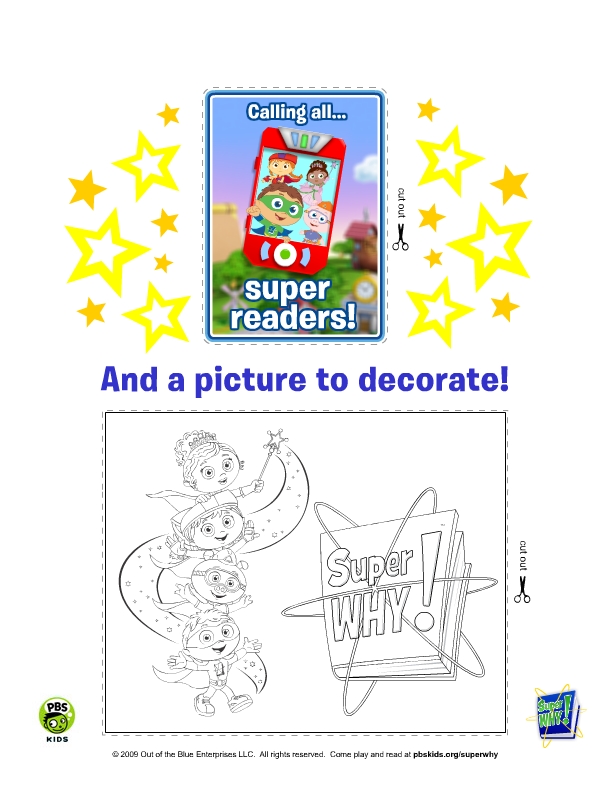 Calling all...
super
readers!
cut out
And a picture to decorate!
Super
WHY!
cut out
PBS
KIDS
Super
WHY!
© 2009 Out of the Blue Enterprises LLC. All rights reserved. Come play and read at pbskids.org/superwhy